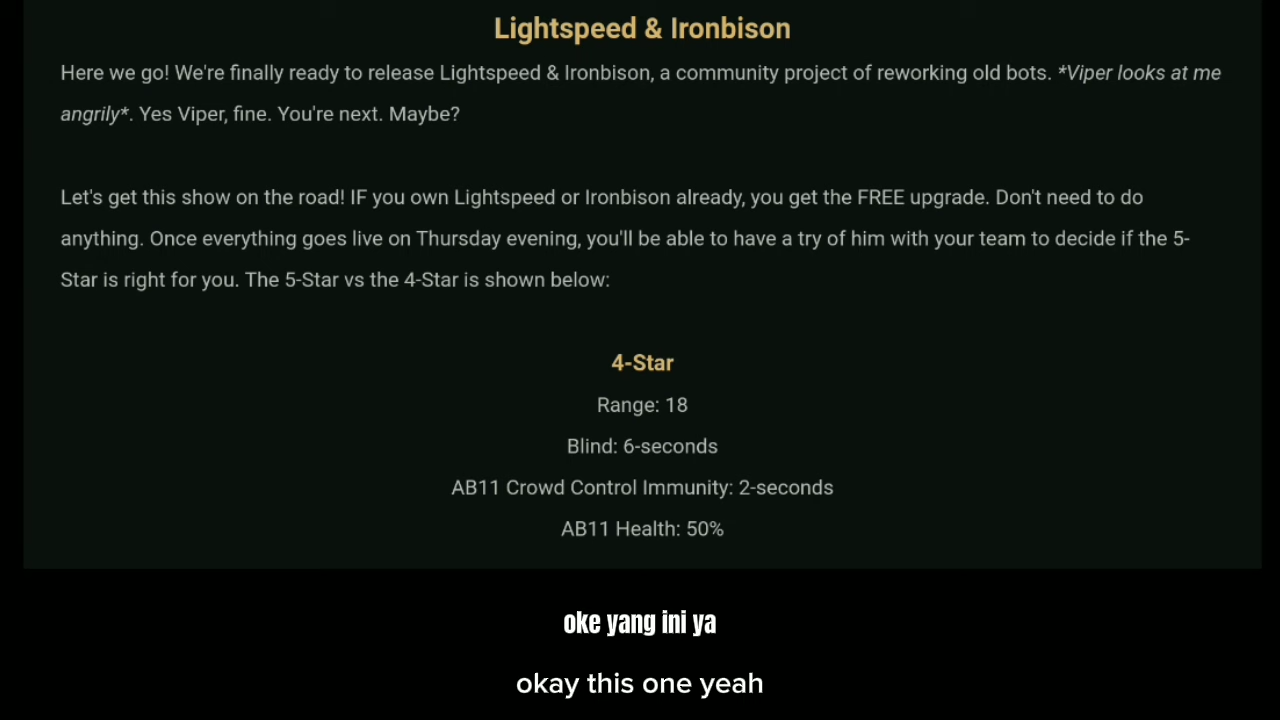 Lightspeed & Ironbison
Here we go! We're finally ready to release Lightspeed & Ironbison, a community project of reworking old bots. *Viper looks at me
angrily*. Yes Viper, fine. You're next. Maybe?
Let's get this show on the road! IF you own Lightspeed or Ironbison already, you get the FREE upgrade. Don't need to do
anything. Once everything goes live on Thursday evening, you'll be able to have a try of him with your team to decide if the 5-
Star is right for you. The 5-Star vs the 4-Star is shown below:
4-Star
Range: 18
Blind: 6-seconds
AB11 Crowd Control Immunity: 2-seconds
AB11 Health: 50%
oke yang ini ya
okay this one yeah